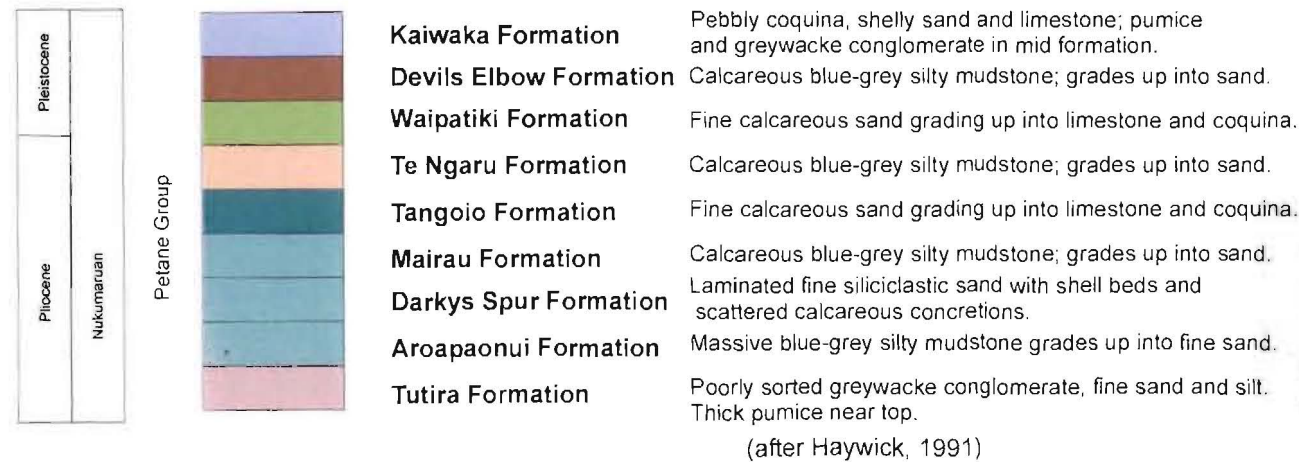 Pleistocene
Pliocene
Nukumaruan
Petane Group
Kaiwaka Formation
Pebbly coquina, shelly sand and limestone; pumice
and greywacke conglomerate in mid formation.
Devils Elbow Formation Calcareous blue-grey silty mudstone; grades up into sand.
Waipatiki Formation Fine calcareous sand grading up into limestone and coquina.
Te Ngaru Formation Calcareous blue-grey silty mudstone; grades up into sand.
Tangoio Formation Fine calcareous sand grading up into limestone and coquina.
Mairau Formation Calcareous blue-grey silty mudstone; grades up into sand.
Darkys Spur Formation
Laminated fine siliciclastic sand with shell beds and
scattered calcareous concretions.
Aroapaonui Formation Massive blue-grey silty mudstone grades up into fine sand.
Tutira Formation
Poorly sorted greywacke conglomerate, fine sand and silt.
Thick pumice near top.
(after Haywick, 1991)